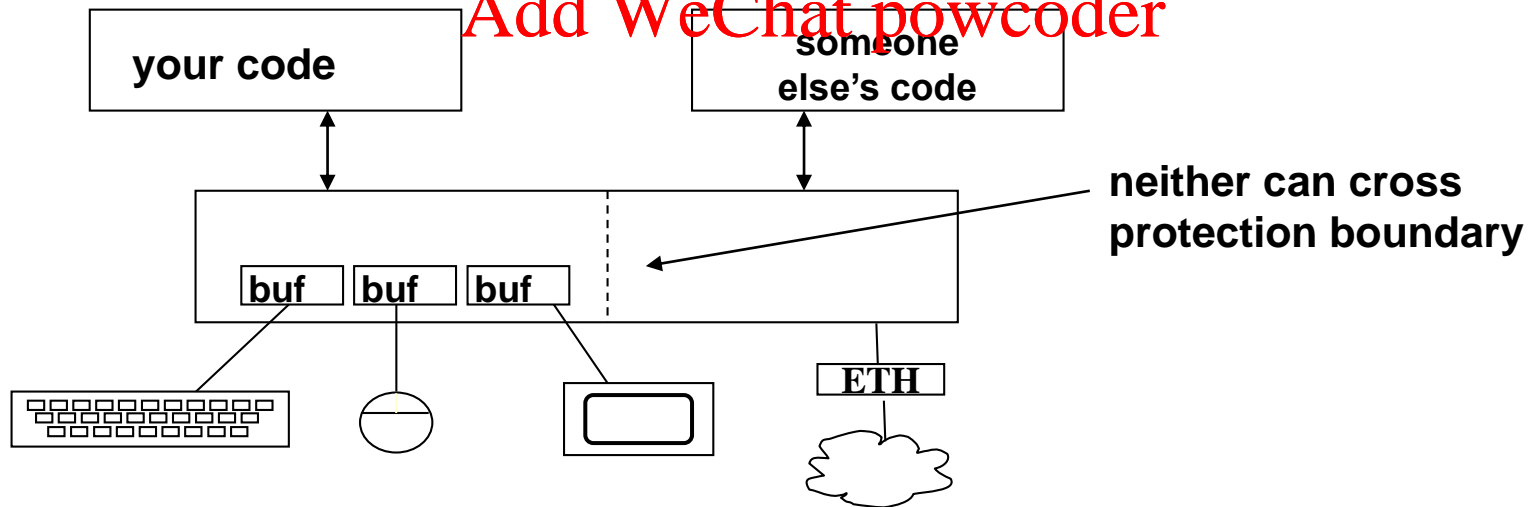 Add WeChat powcoder
your code
someone
else's code
neither can cross
protection boundary
buf
buf
buf
ETH